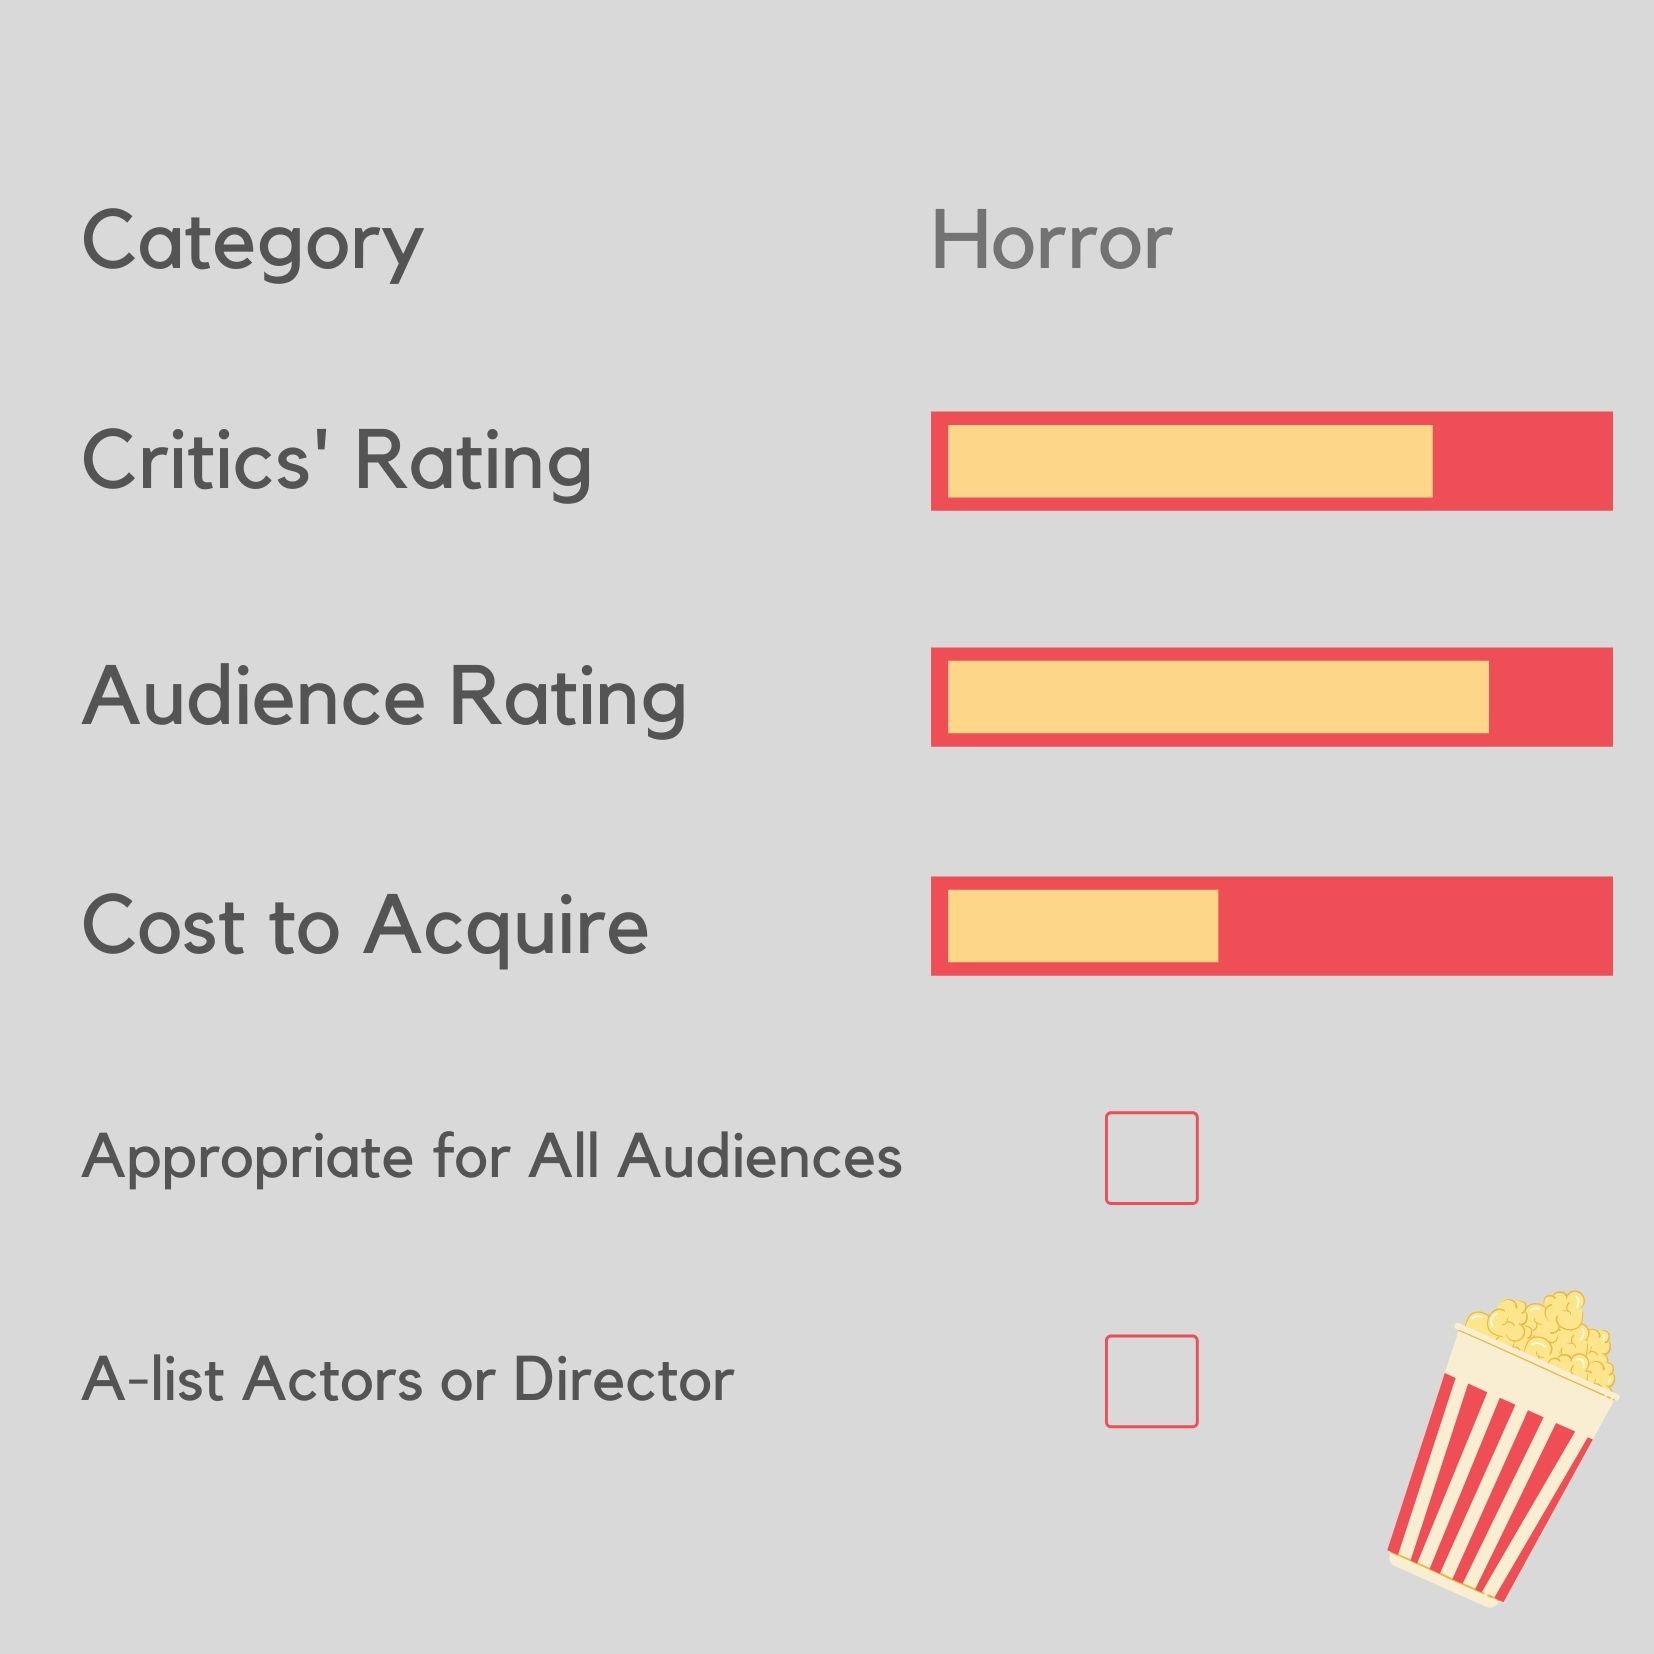 Category Horror
Critics' Rating
Audience Rating
Cost to Acquire
Appropriate for All Audiences
A-list Actors or Director